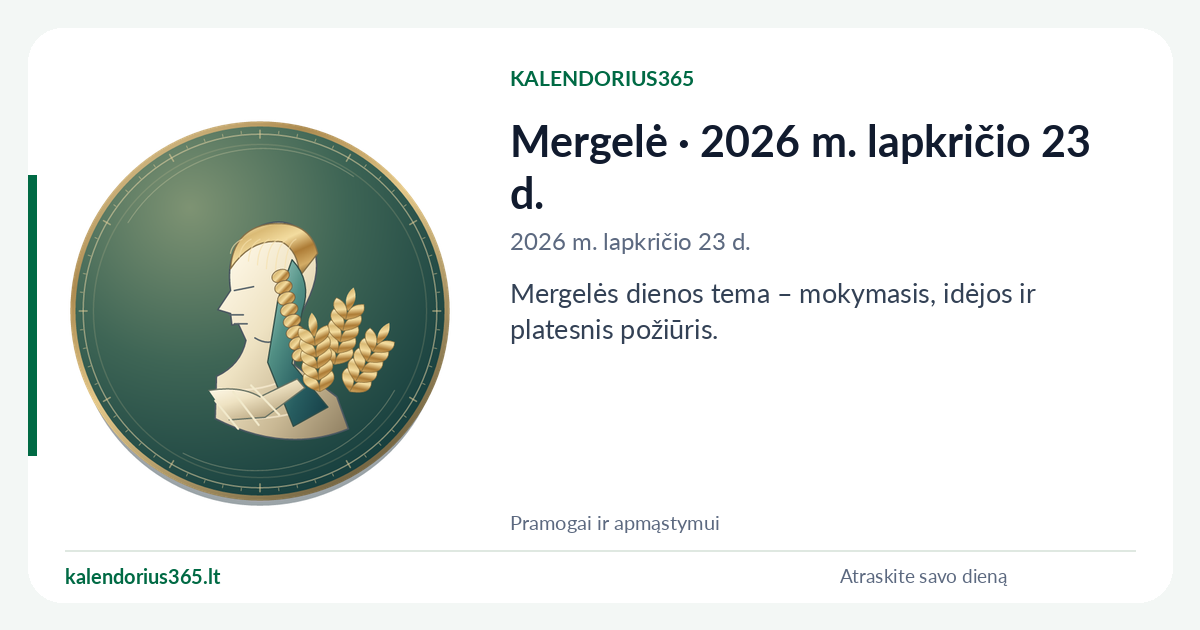 KALENDORIUS365
Mergelė · 2026 m. lapkričio 23
d.
2026 m. lapkričio 23 d.
Mergelės dienos tema – mokymasis, idėjos ir
platesnis požiūris.
Pramogai ir apmąstymui
kalendorius365.lt
Atraskite savo dieną